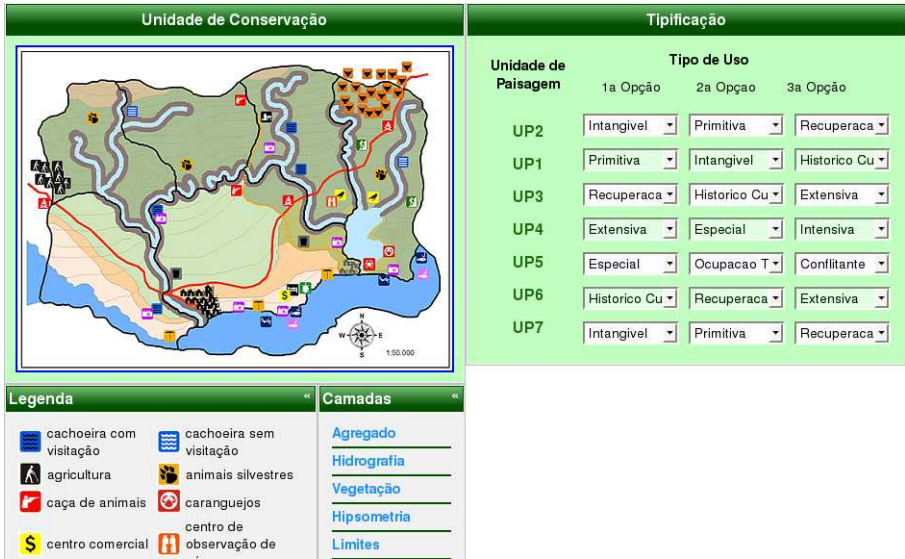 Unidade de Conservação
N
W
E
S
1:50.000
Tipificação
Unidade de
Paisagem
Tipo de Uso
1a Opção 2a Opçao 3a Opção
UP2 Intangivel Primitiva Recuperaca
UP1 Primitiva Intangivel Historico Cu
UP3 Recuperaca Historico Cu Extensiva
UP4 Extensiva Especial Intensiva
UP5 Especial Ocupacao T Conflitante
UP6 Historico Cu Recuperaca Extensiva
UP7 Intangivel Primitiva Recuperaca
Legenda «
cachoeira com
visitação
cachoeira sem
visitação
agricultura
animais silvestres
caça de animais
caranguejos
$ centro comercial
centro de
observação de
Camadas «
Agregado
Hidrografia
Vegetação
Hipsometria
Limites